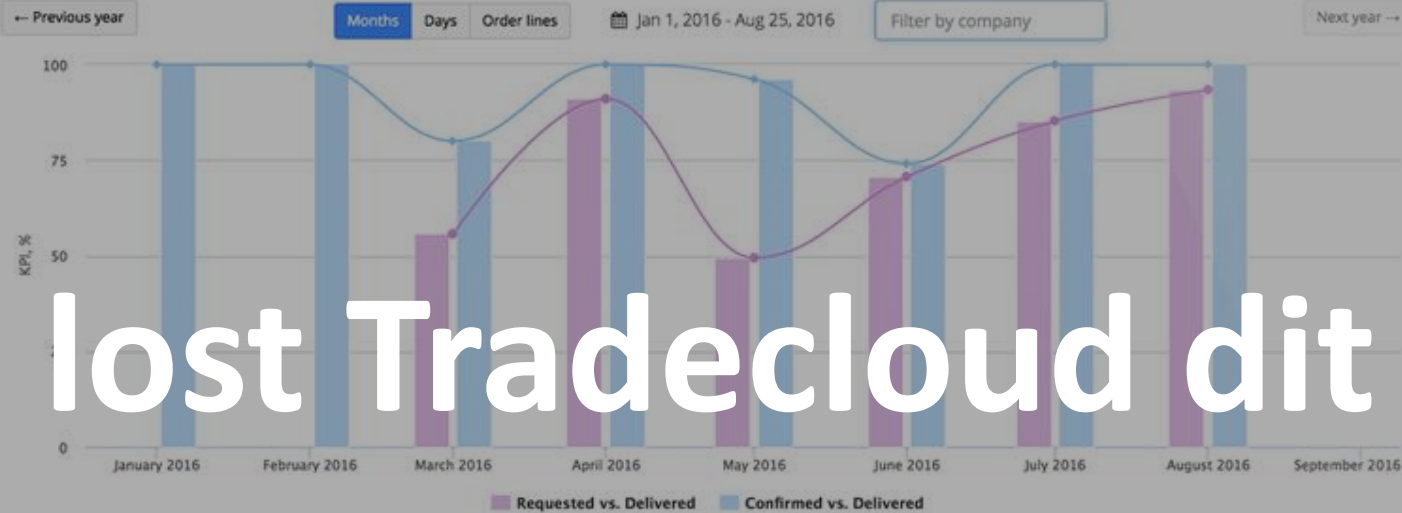 ← Previous year
Months Days Order lines
Jan 1, 2016 - Aug 25, 2016
Filter by company
Next year →
100
75
KPI, %
50
lost Tradecloud dit
0
January 2016 February 2016 March 2016 April 2016 May 2016 June 2016 July 2016 August 2016 September 2016
Requested vs. Delivered Confirmed vs. Delivered